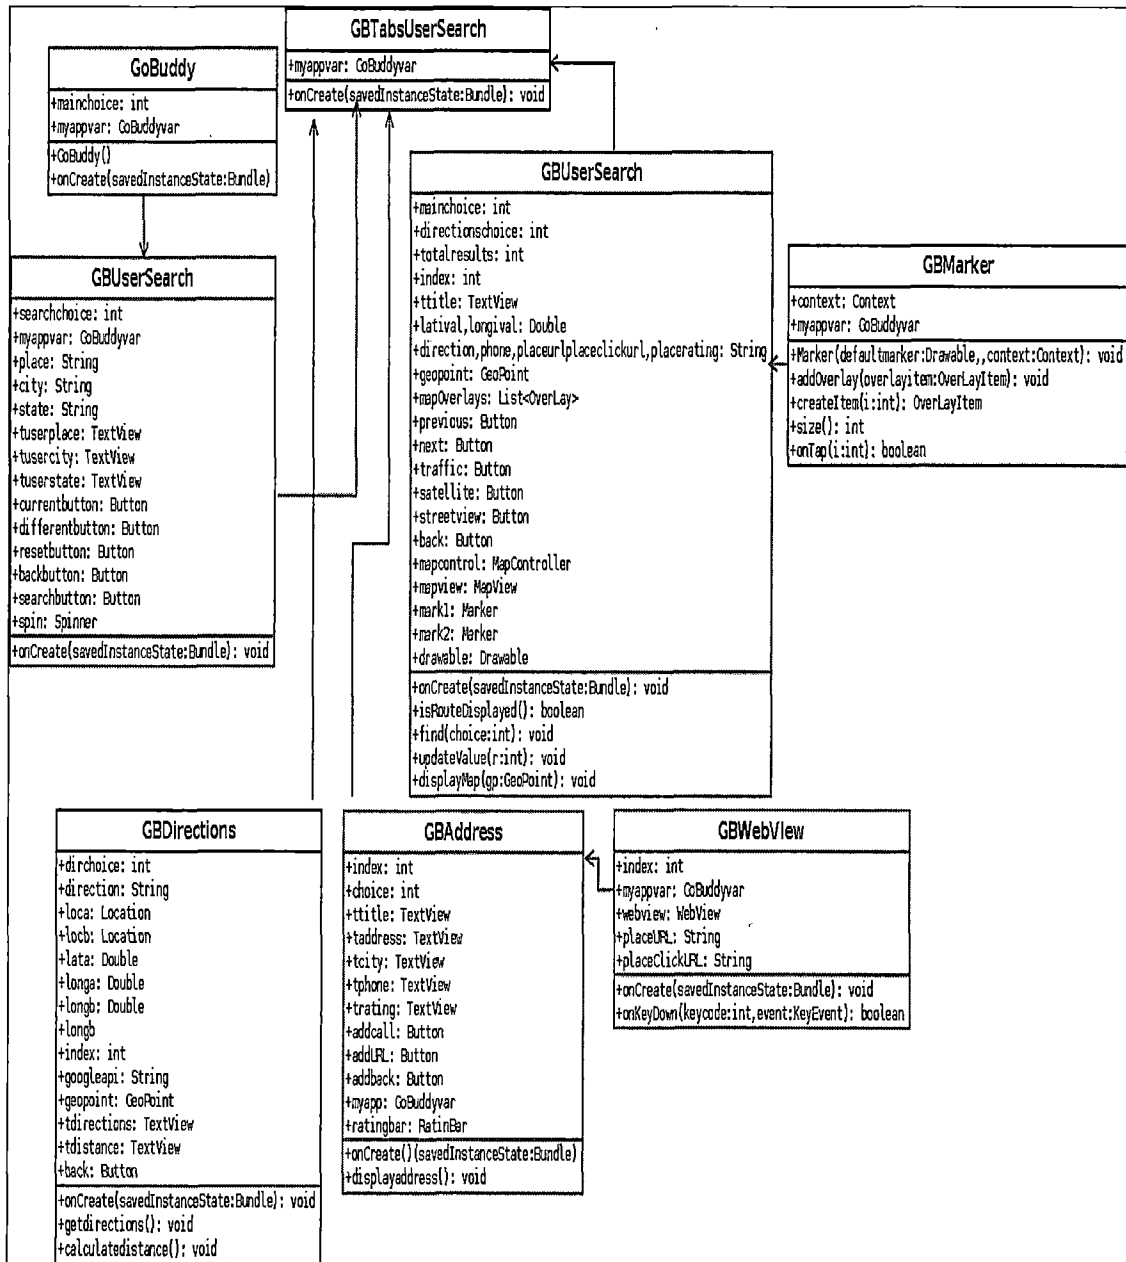 GBTabsUserSearch
+myappvar: GoBuddyvar
+onCreate(savedInstanceState:Bundle): void
GoBuddy
+mainchoice: int
+myappvar: GoBuddyvar
+GoBuddy()
+onCreate(savedInstanceState:Bundle)
GBUserSearch
+searchchoice: int
+myappvar: GoBuddyvar
+place: String
+city: String
+state: String
+tuserplace: TextView
+tusercity: TextView
+tuserstate: TextView
+currentbutton: Button
+differentbutton: Button
+resetbutton: Button
+backbutton: Button
+searchbutton: Button
+spin: Spinner
+onCreate(savedInstanceState:Bundle): void
GBUserSearch
+mainchoice: int
+directionschoice: int
+totalresults: int
+index: int
+ttitle: TextView
+latival,longival: Double
+direction,phone,placeurlplaceclickurl,placerating: String
+geopoint: GeoPoint
+mapOverlays: List<OverLay>
+previous: Button
+next: Button
+traffic: Button
+satellite: Button
+streetview: Button
+back: Button
+mapcontrol: MapController
+mapview: MapView
+mark1: Marker
+mark2: Marker
+drawable: Drawable
+onCreate(savedInstanceState:Bundle): void
+isRouteDisplayed(): boolean
+find(choice:int): void
+updateValue(r:int): void
+displayMap(gp:GeoPoint): void
GBMarker
+context: Context
+myappvar: GoBuddyvar
+Marker(defaultmarker:Drawable,,context:Context): void
+addOverlay(overlayitem:OverLayItem): void
+createItem(i:int): OverLayItem
+size(): int
+onTap(i:int): boolean
GBDirections
+dirchoice: int
+direction: String
+loca: Location
+locb: Location
+lata: Double
+longa: Double
+longb: Double
+longb
+index: int
+googleapi: String
+geopoint: GeoPoint
+tdirections: TextView
+tdistance: TextView
+back: Button
+onCreate(savedInstanceState:Bundle): void
+getdirections(): void
+calculatedistance(): void
GBAddress
+index: int
+choice: int
+ttitle: TextView
+taddress: TextView
+tcity: TextView
+tphone: TextView
+trating: TextView
+addcall: Button
+addURL: Button
+addback: Button
+myapp: GoBuddyvar
+ratingbar: RatinBar
+onCreate()(savedInstanceState:Bundle)
+displayaddress(): void
GBWebView
+index: int
+myappvar: GoBuddyvar
+webview: WebView
+placeURL: String
+placeClickURL: String
+onCreate(savedInstanceState:Bundle): void
+onKeyDown(keycode:int,event:KeyEvent): boolean